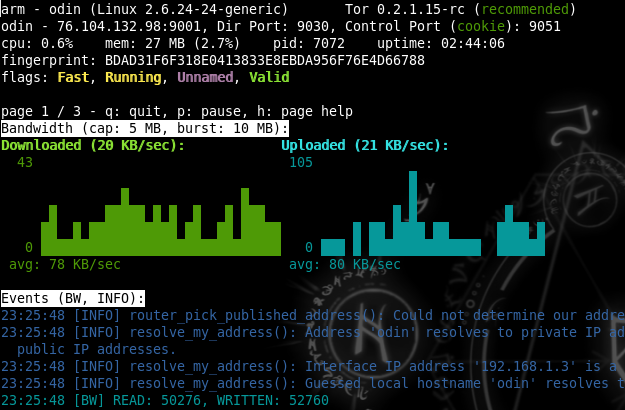 arm - odin (Linux 2.6.24-24-generic) Tor 0.2.1.15-rc (recommended)
odin - 76.104.132.98:9001, Dir Port: 9030, Control Port (cookie): 9051
cpu: 0.6% mem: 27 MB (2.7%) pid: 7072 uptime: 02:44:06
fingerprint: BDAD31F6F318E0413833E8EBDA956F76E4D66788
flags: Fast, Running, Unnamed, Valid
page 1 / 3 - q: quit, p: pause, h: page help
Bandwidth (cap: 5 MB, burst: 10 MB):
Downloaded (20 KB/sec): Uploaded (21 KB/sec):
43 105
0 0
avg: 78 KB/sec avg: 80 KB/sec
Events (BW, INFO):
23:25:48 [INFO] router_pick_published_address(): Could not determine our addre
23:25:48 [INFO] resolve_my_address(): Address 'odin' resolves to private IP ad
public IP addresses.
23:25:48 [INFO] resolve_my_address(): Interface IP address '192.168.1.3' is a
23:25:48 [INFO] resolve_my_address(): Guessed local hostname 'odin' resolves t
23:25:48 [BW] READ: 50276, WRITTEN: 52760